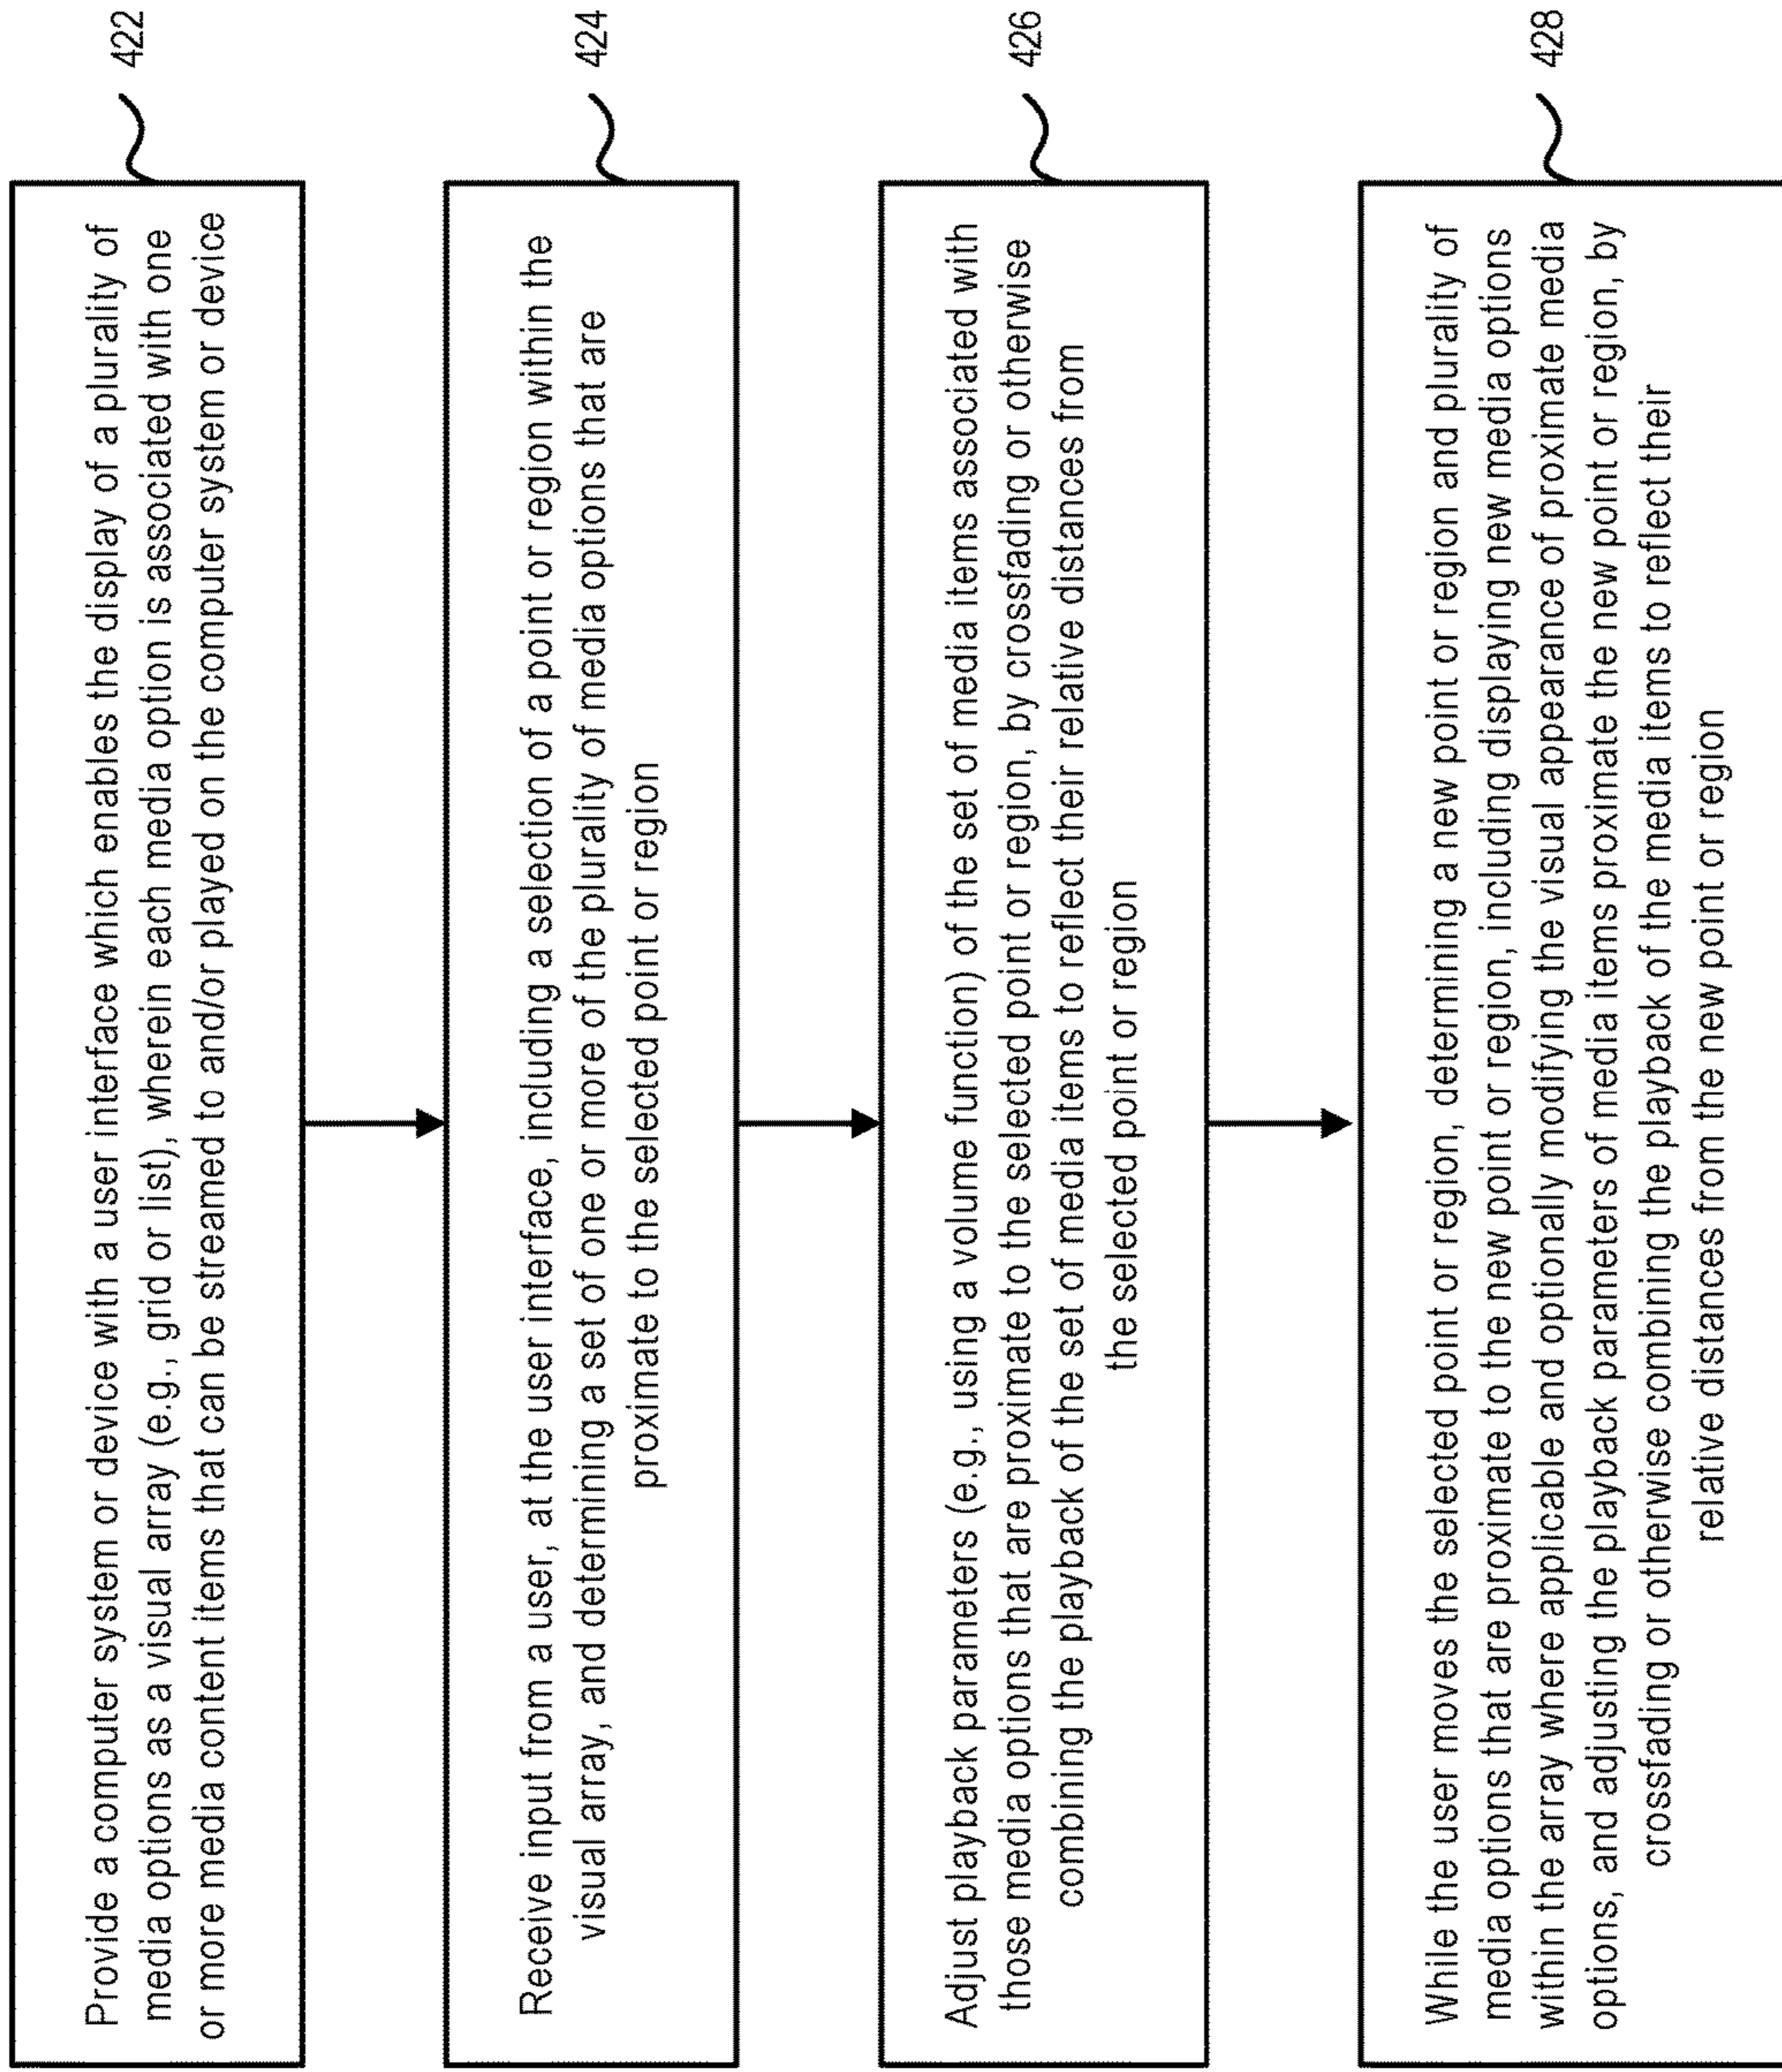 Provide a computer system or device with a user interface which enables the display of a plurality of
media options as a visual array (e.g., grid or list), wherein each media option is associated with one
or more media content items that can be streamed to and/or played on the computer system or device
422
Receive input from a user, at the user interface, including a selection of a point or region within the
visual array, and determining a set of one or more of the plurality of media options that are
proximate to the selected point or region
424
Adjust playback parameters (e.g., using a volume function) of the set of media items associated with
those media options that are proximate to the selected point or region, by crossfading or otherwise
combining the playback of the set of media items to reflect their relative distances from
the selected point or region
426
While the user moves the selected point or region, determining a new point or region and plurality of
media options that are proximate to the new point or region, including displaying new media options
within the array where applicable and optionally modifying the visual appearance of proximate media
options, and adjusting the playback parameters of media items proximate the new point or region, by
crossfading or otherwise combining the playback of the media items to reflect their
relative distances from the new point or region
428